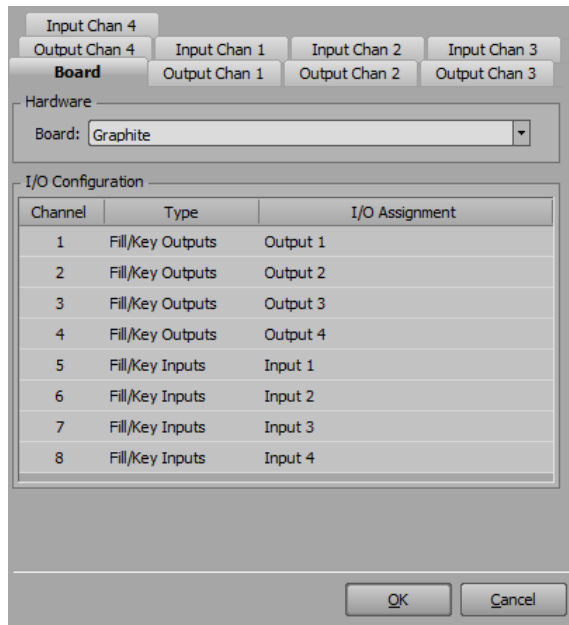 Input Chan 4
Output Chan 4 Input Chan 1 Input Chan 2 Input Chan 3
Board Output Chan 1 Output Chan 2 Output Chan 3
Hardware
Board: Graphite
I/O Configuration
Channel Type I/O Assignment
1 Fill/Key Outputs Output 1
2 Fill/Key Outputs Output 2
3 Fill/Key Outputs Output 3
4 Fill/Key Outputs Output 4
5 Fill/Key Inputs Input 1
6 Fill/Key Inputs Input 2
7 Fill/Key Inputs Input 3
8 Fill/Key Inputs Input 4
OK Cancel